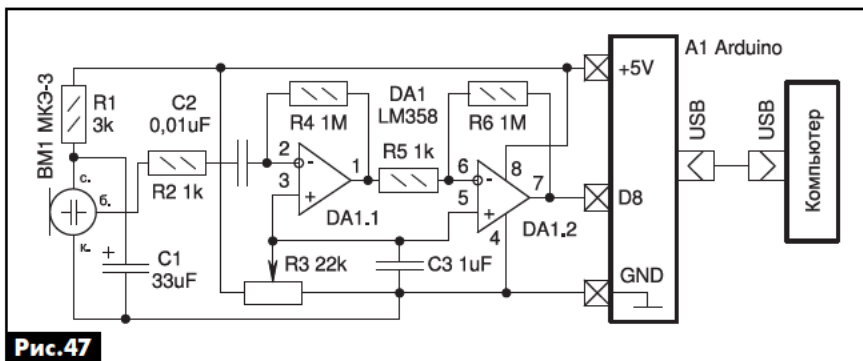 A1 Arduino
ВМ1 МКЭ-3
R1
3k
C2
0,01uF
R4 1M
DA1
LM358
R6 1M
+5V
USB
USB
Компьютер
с.
б.
к.
R2 1k
2
-
3
+
1
DA1.1
R5 1k
6
-
5
+
8
7
4
DA1.2
D8
+
C1
33uF
R3 22k
C3 1uF
GND
Рис.47